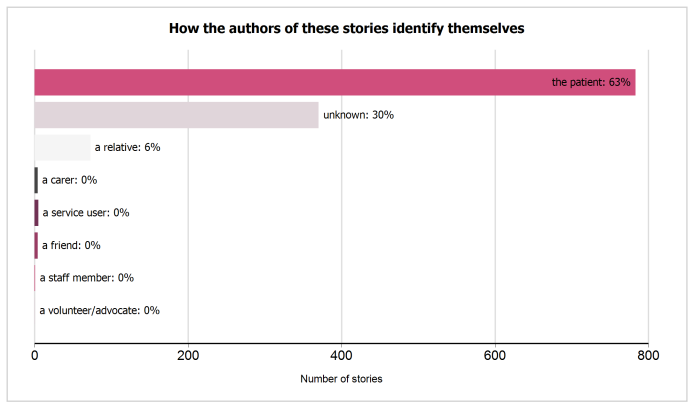 How the authors of these stories identify themselves
the patient: 63%
unknown: 30%
a relative: 6%
a carer: 0%
a service user: 0%
a friend: 0%
a staff member: 0%
a volunteer/advocate: 0%
0 200 400 600 800
Number of stories